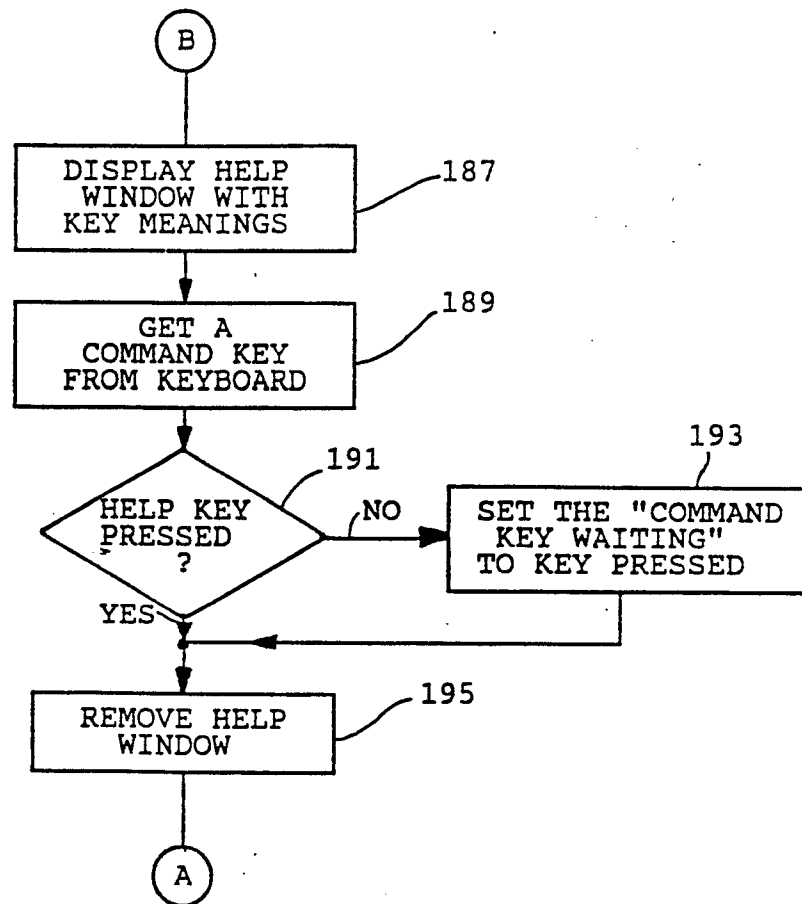 B
DISPLAY HELP
WINDOW WITH
KEY MEANINGS
187
GET A
COMMAND KEY
FROM KEYBOARD
189
HELP KEY
PRESSED
?
191
NO
SET THE "COMMAND
KEY WAITING"
TO KEY PRESSED
193
YES
REMOVE HELP
WINDOW
195
A